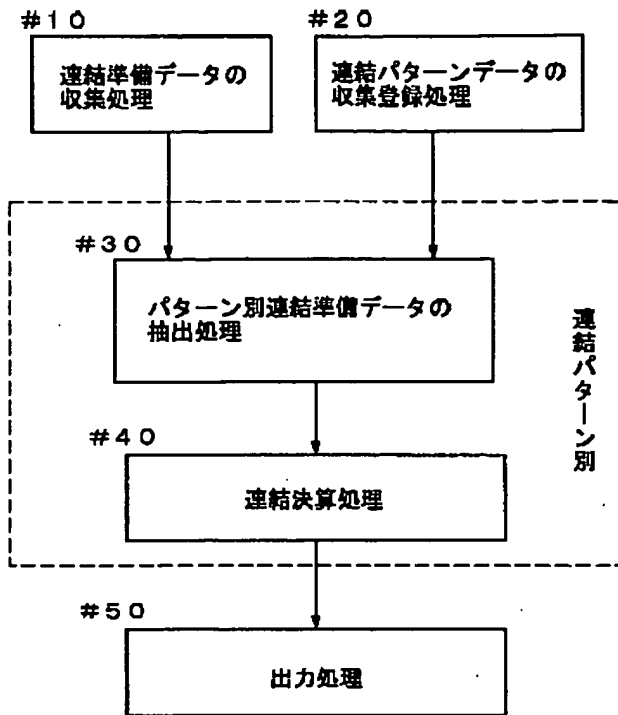 #10
連結準備データの
収集処理
#20
連結パターンデータの
収集登録処理
#30
パターン別連結準備データの
抽出処理
連結パターン別
#40
連結決算処理
#50
出力処理